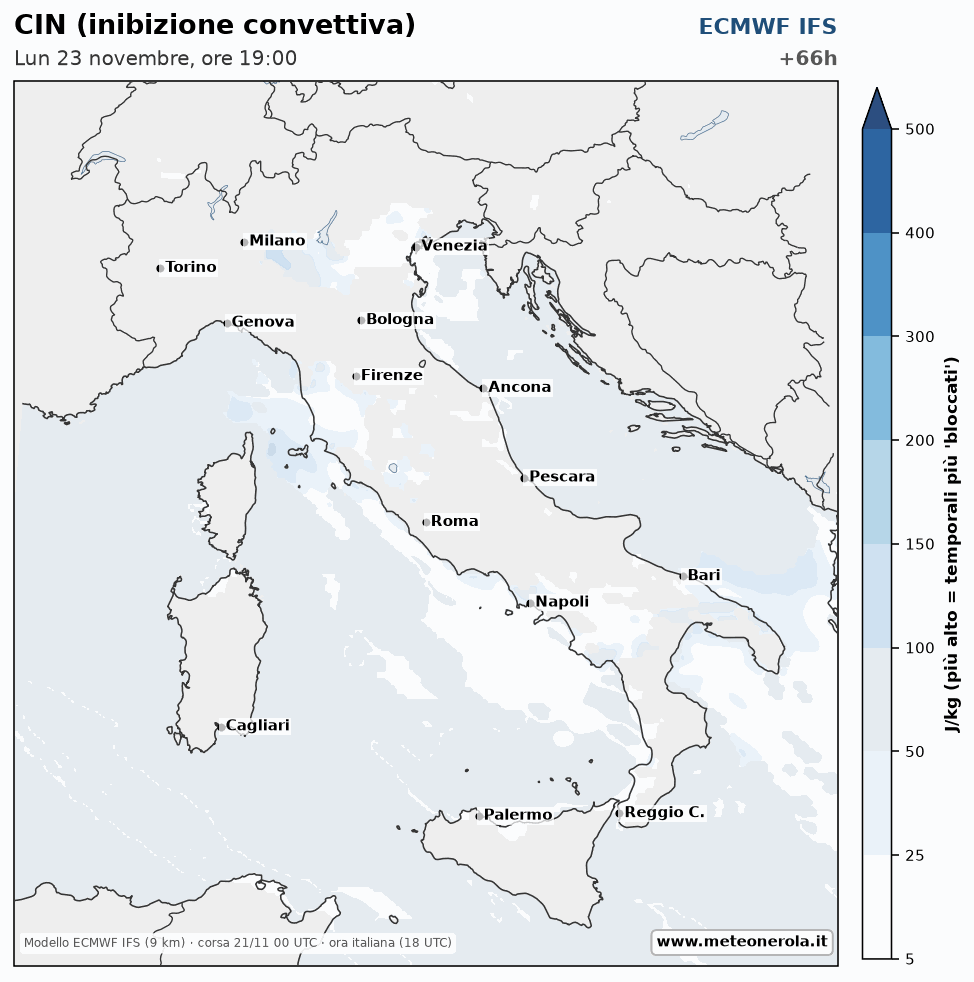 CIN (inibizione convettiva)
ECMWF IFS
Lun 23 novembre, ore 19:00
+66h
Milano
Venezia
Torino
Genova
Bologna
Firenze
Ancona
Pescara
Roma
Bari
Napoli
Cagliari
Palermo
Reggio C.
Modello ECMWF IFS (9 km) · corsa 21/11 00 UTC · ora italiana (18 UTC)
www.meteonerola.it
500
400
300
200
150
100
50
25
5
J/kg (più alto = temporali più 'bloccati')